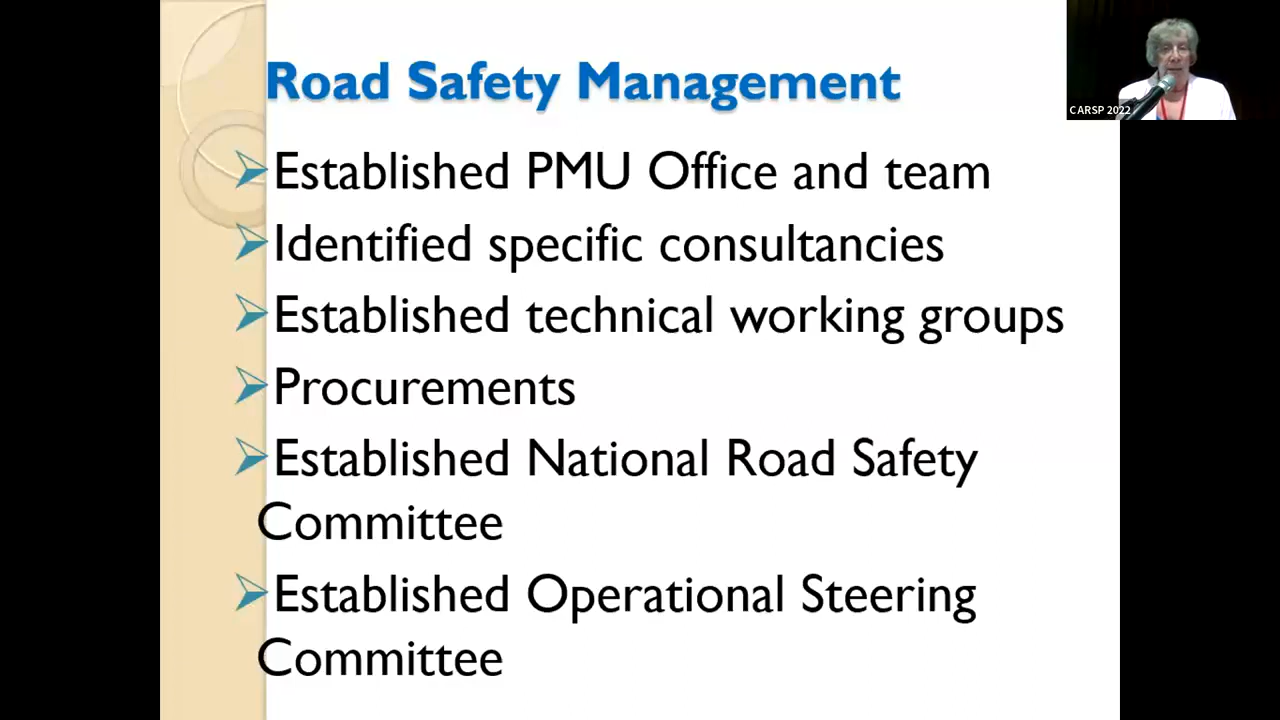 Road Safety Management
CARSP 2022
Established PMU Office and team
Identified specific consultancies
Established technical working groups
Procurements
Established National Road Safety
Committee
Established Operational Steering
Committee